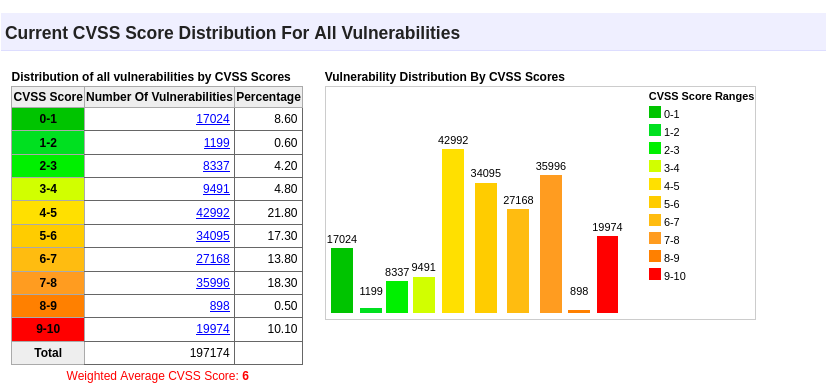 Current CVSS Score Distribution For All Vulnerabilities
Distribution of all vulnerabilities by CVSS Scores
CVSS Score Number Of Vulnerabilities Percentage
0-1 17024 8.60
1-2 1199 0.60
2-3 8337 4.20
3-4 9491 4.80
4-5 42992 21.80
5-6 34095 17.30
6-7 27168 13.80
7-8 35996 18.30
8-9 898 0.50
9-10 19974 10.10
Total 197174
Weighted Average CVSS Score: 6
Vulnerability Distribution By CVSS Scores
17024
1199
8337
9491
42992
34095
27168
35996
898
19974
CVSS Score Ranges
0-1
1-2
2-3
3-4
4-5
5-6
6-7
7-8
8-9
9-10